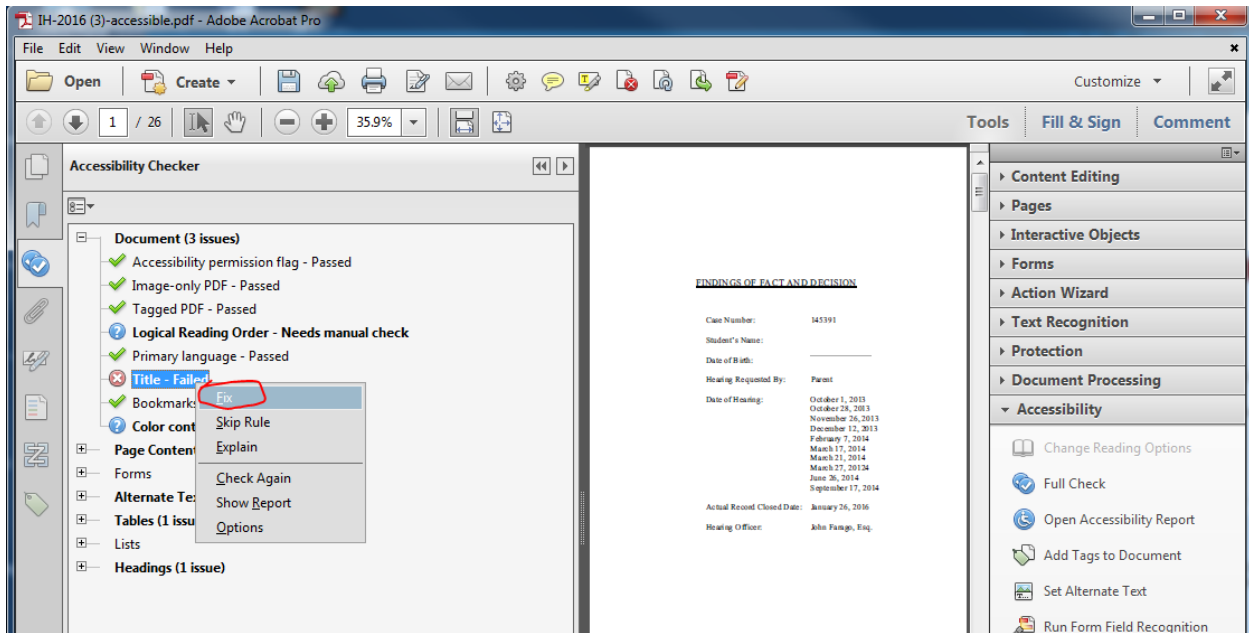 IH-2016 (3)-accessible.pdf - Adobe Acrobat Pro
File Edit View Window Help
Open Create Customize
1 / 26 35.9% Tools Fill & Sign Comment
Accessibility Checker
Document (3 issues)
Accessibility permission flag - Passed
Image-only PDF - Passed
Tagged PDF - Passed
Logical Reading Order - Needs manual check
Primary language - Passed
Title - Failed
Bookmarks
Color cont
Page Conten
Forms
Alternate Te
Tables (1 issu
Lists
Headings (1 issue)
Fix
Skip Rule
Explain
Check Again
Show Report
Options
FINDINGS OF FACT AND DECISION
Case Number: 145391
Student's Name:
Date of Birth:
Hearing Requested By: Parent
Date of Hearing: October 1, 2013
October 28, 2013
November 26, 2013
December 12, 2013
February 7, 2014
March 17, 2014
March 21, 2014
March 27, 20124
June 26, 2014
September 17, 2014
Actual Record Closed Date: January 26, 2016
Hearing Officer: John Farago, Esq.
Content Editing
Pages
Interactive Objects
Forms
Action Wizard
Text Recognition
Protection
Document Processing
Accessibility
Change Reading Options
Full Check
Open Accessibility Report
Add Tags to Document
Set Alternate Text
Run Form Field Recognition